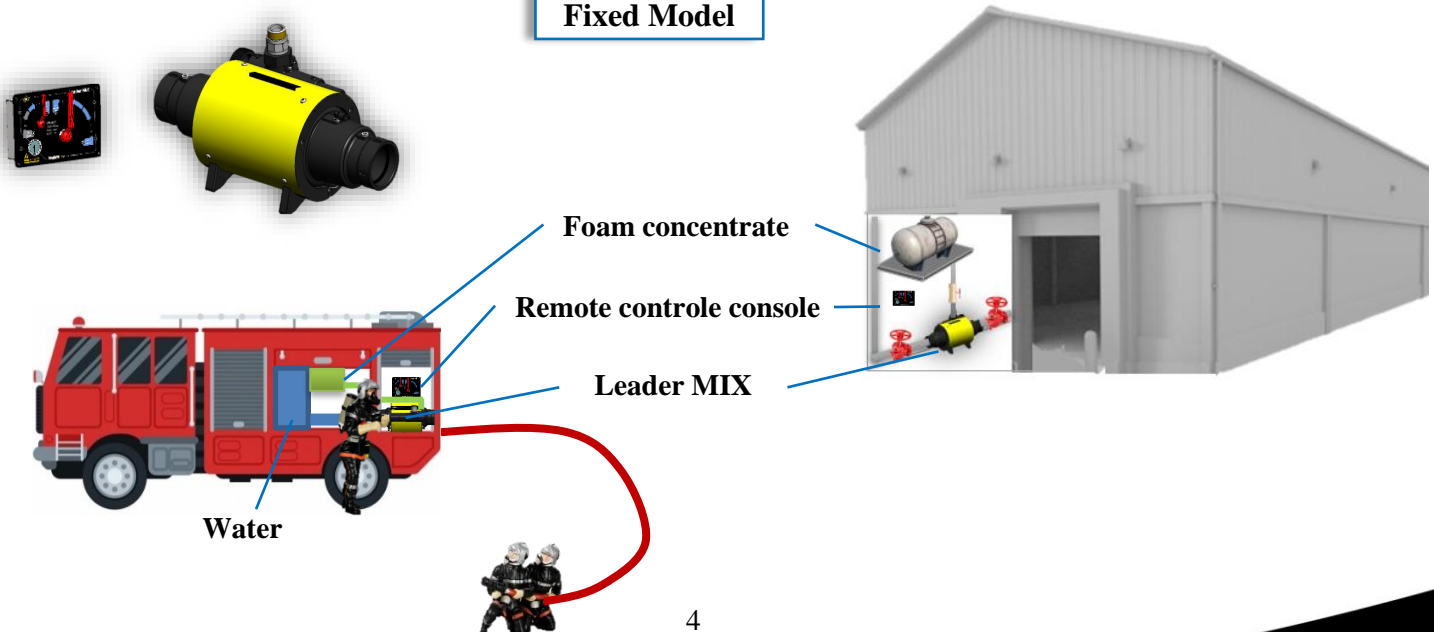 Fixed Model
Foam concentrate
Remote controle console
Leader MIX
Water
4